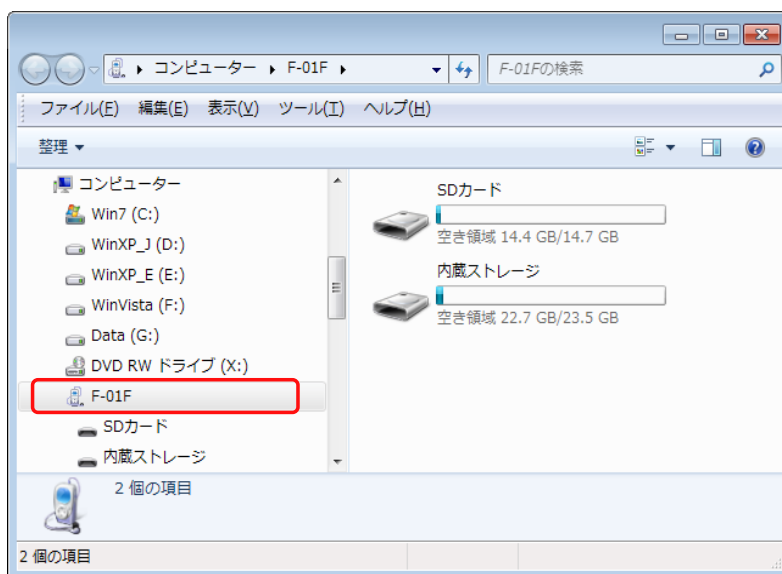 コンピューター F-01F
F-01Fの検索
ファイル(F) 編集(E) 表示(V) ツール(T) ヘルプ(H)
整理
コンピューター
Win7 (C:)
WinXP_J (D:)
WinXP_E (E:)
WinVista (F:)
Data (G:)
DVD RW ドライブ (X:)
F-01F
SDカード
内蔵ストレージ
SDカード
空き領域 14.4 GB/14.7 GB
内蔵ストレージ
空き領域 22.7 GB/23.5 GB
2 個の項目
2 個の項目